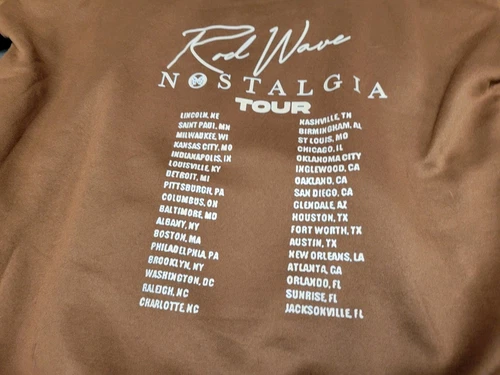 Rod Wave
NOSTALGIA
TOUR
LINCOLN, NE
SAINT PAUL, MN
MILWAUKEE, WI
KANSAS CITY, MO
INDIANAPOLIS, IN
LOUISVILLE, KY
DETROIT, MI
PITTSBURGH, PA
COLUMBUS, OH
BALTIMORE, MD
ALBANY, NY
BOSTON, MA
PHILADELPHIA, PA
BROOKLYN, NY
WASHINGTON, DC
RALEIGH, NC
CHARLOTTE, NC
NASHVILLE, TN
BIRMINGHAM, AL
ST LOUIS, MO
CHICAGO, IL
OKLAHOMA CITY
INGLEWOOD, CA
OAKLAND, CA
SAN DIEGO, CA
GLENDALE, AZ
HOUSTON, TX
FORT WORTH, TX
AUSTIN, TX
NEW ORLEANS, LA
ATLANTA, GA
ORLANDO, FL
SUNRISE, FL
JACKSONVILLE, FL